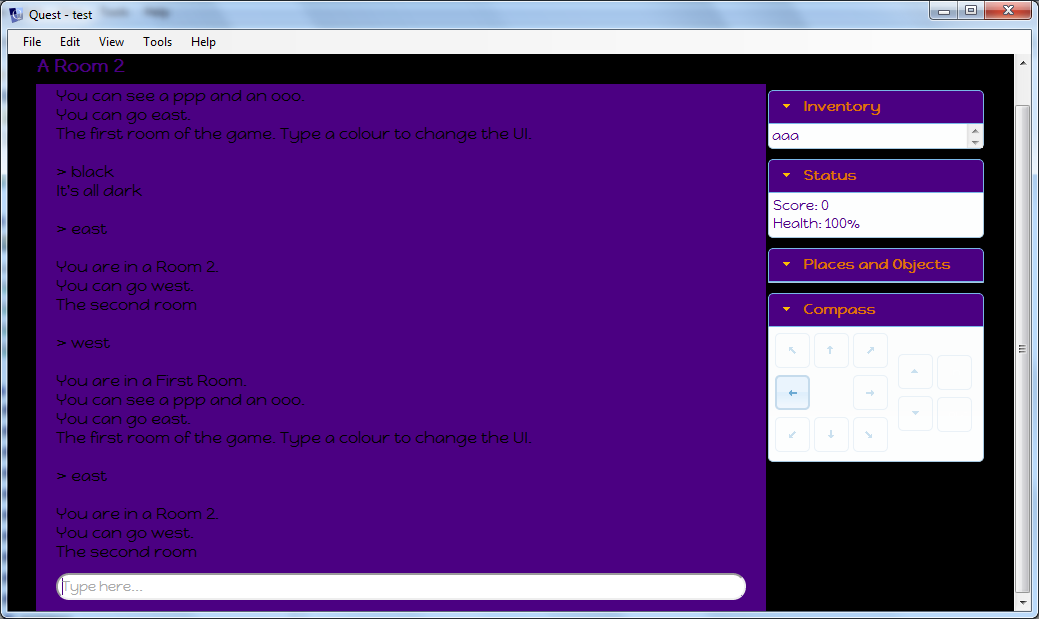 Quest - test
File Edit View Tools Help
A Room 2
You can see a ppp and an ooo.
You can go east.
The first room of the game. Type a colour to change the UI.
> black
It's all dark
> east
You are in a Room 2.
You can go west.
The second room
> west
You are in a First Room.
You can see a ppp and an ooo.
You can go east.
The first room of the game. Type a colour to change the UI.
> east
You are in a Room 2.
You can go west.
The second room
Type here...
Inventory
aaa
Status
Score: 0
Health: 100%
Places and Objects
Compass